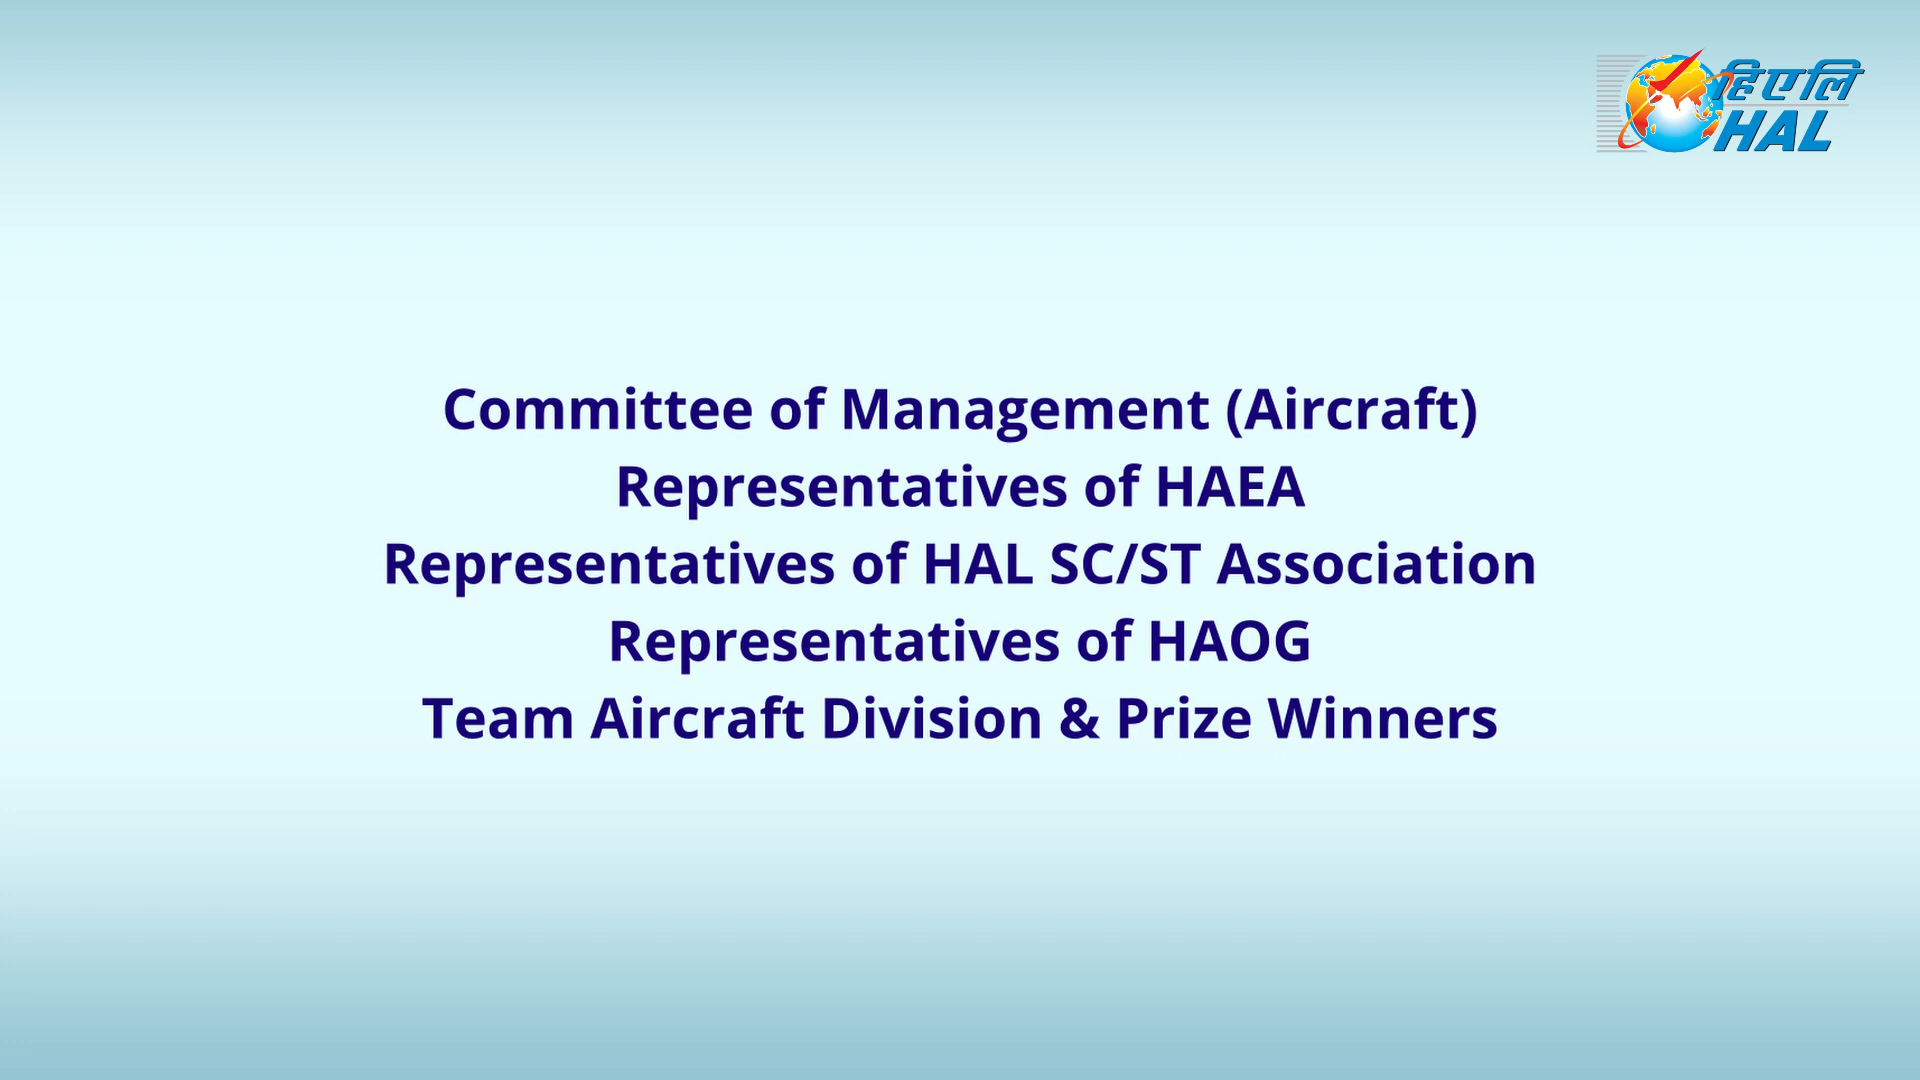 हिएलि
HAL
Committee of Management (Aircraft)
Representatives of HAEA
Representatives of HAL SC/ST Association
Representatives of HAOG
Team Aircraft Division & Prize Winners